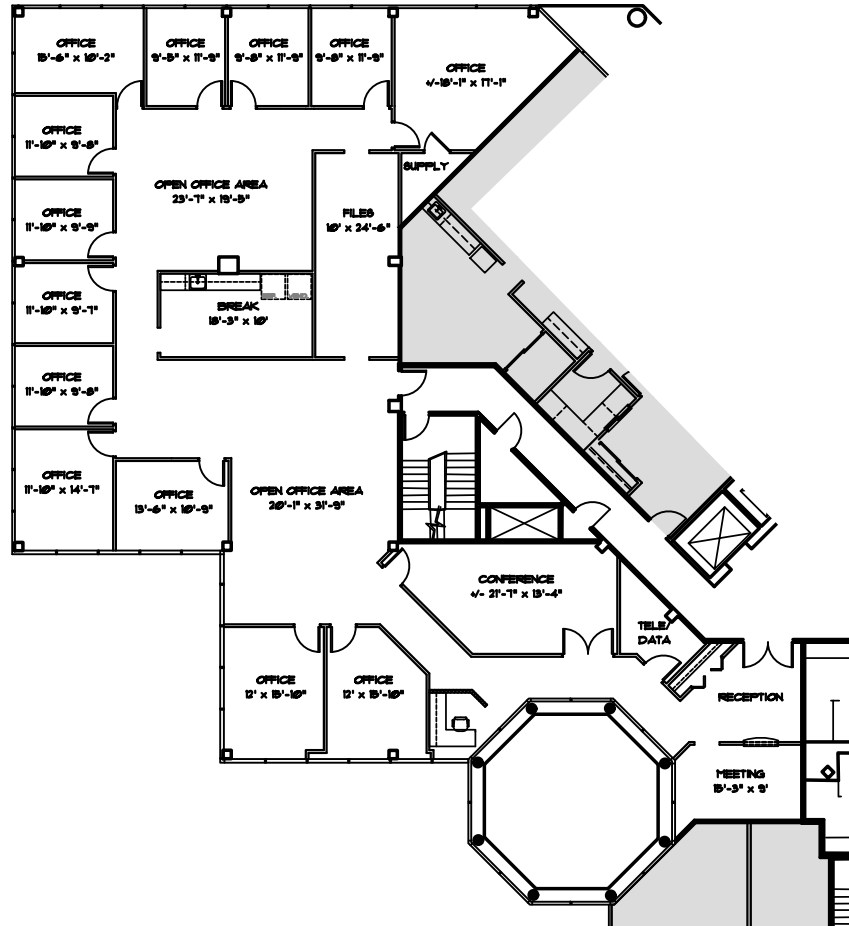 OFFICE
15'-6" x 10'-2"
OFFICE
9'-5" x 11'-9"
OFFICE
9'-8" x 11'-9"
OFFICE
9'-8" x 11'-9"
OFFICE
+/-18'-1" x 17'-1"
OFFICE
11'-10" x 9'-8"
SUPPLY
OPEN OFFICE AREA
23'-7" x 19'-5"
OFFICE
11'-10" x 9'-9"
FILES
10' x 24'-6"
OFFICE
11'-10" x 9'-7"
BREAK
18'-3" x 10'
OFFICE
11'-10" x 9'-8"
OFFICE
11'-10" x 14'-7"
OFFICE
13'-6" x 10'-9"
OPEN OFFICE AREA
20'-1" x 31'-9"
CONFERENCE
+/- 21'-7" x 13'-4"
TELE/
DATA
OFFICE
12' x 15'-10"
OFFICE
12' x 15'-10"
RECEPTION
MEETING
15'-3" x 9'